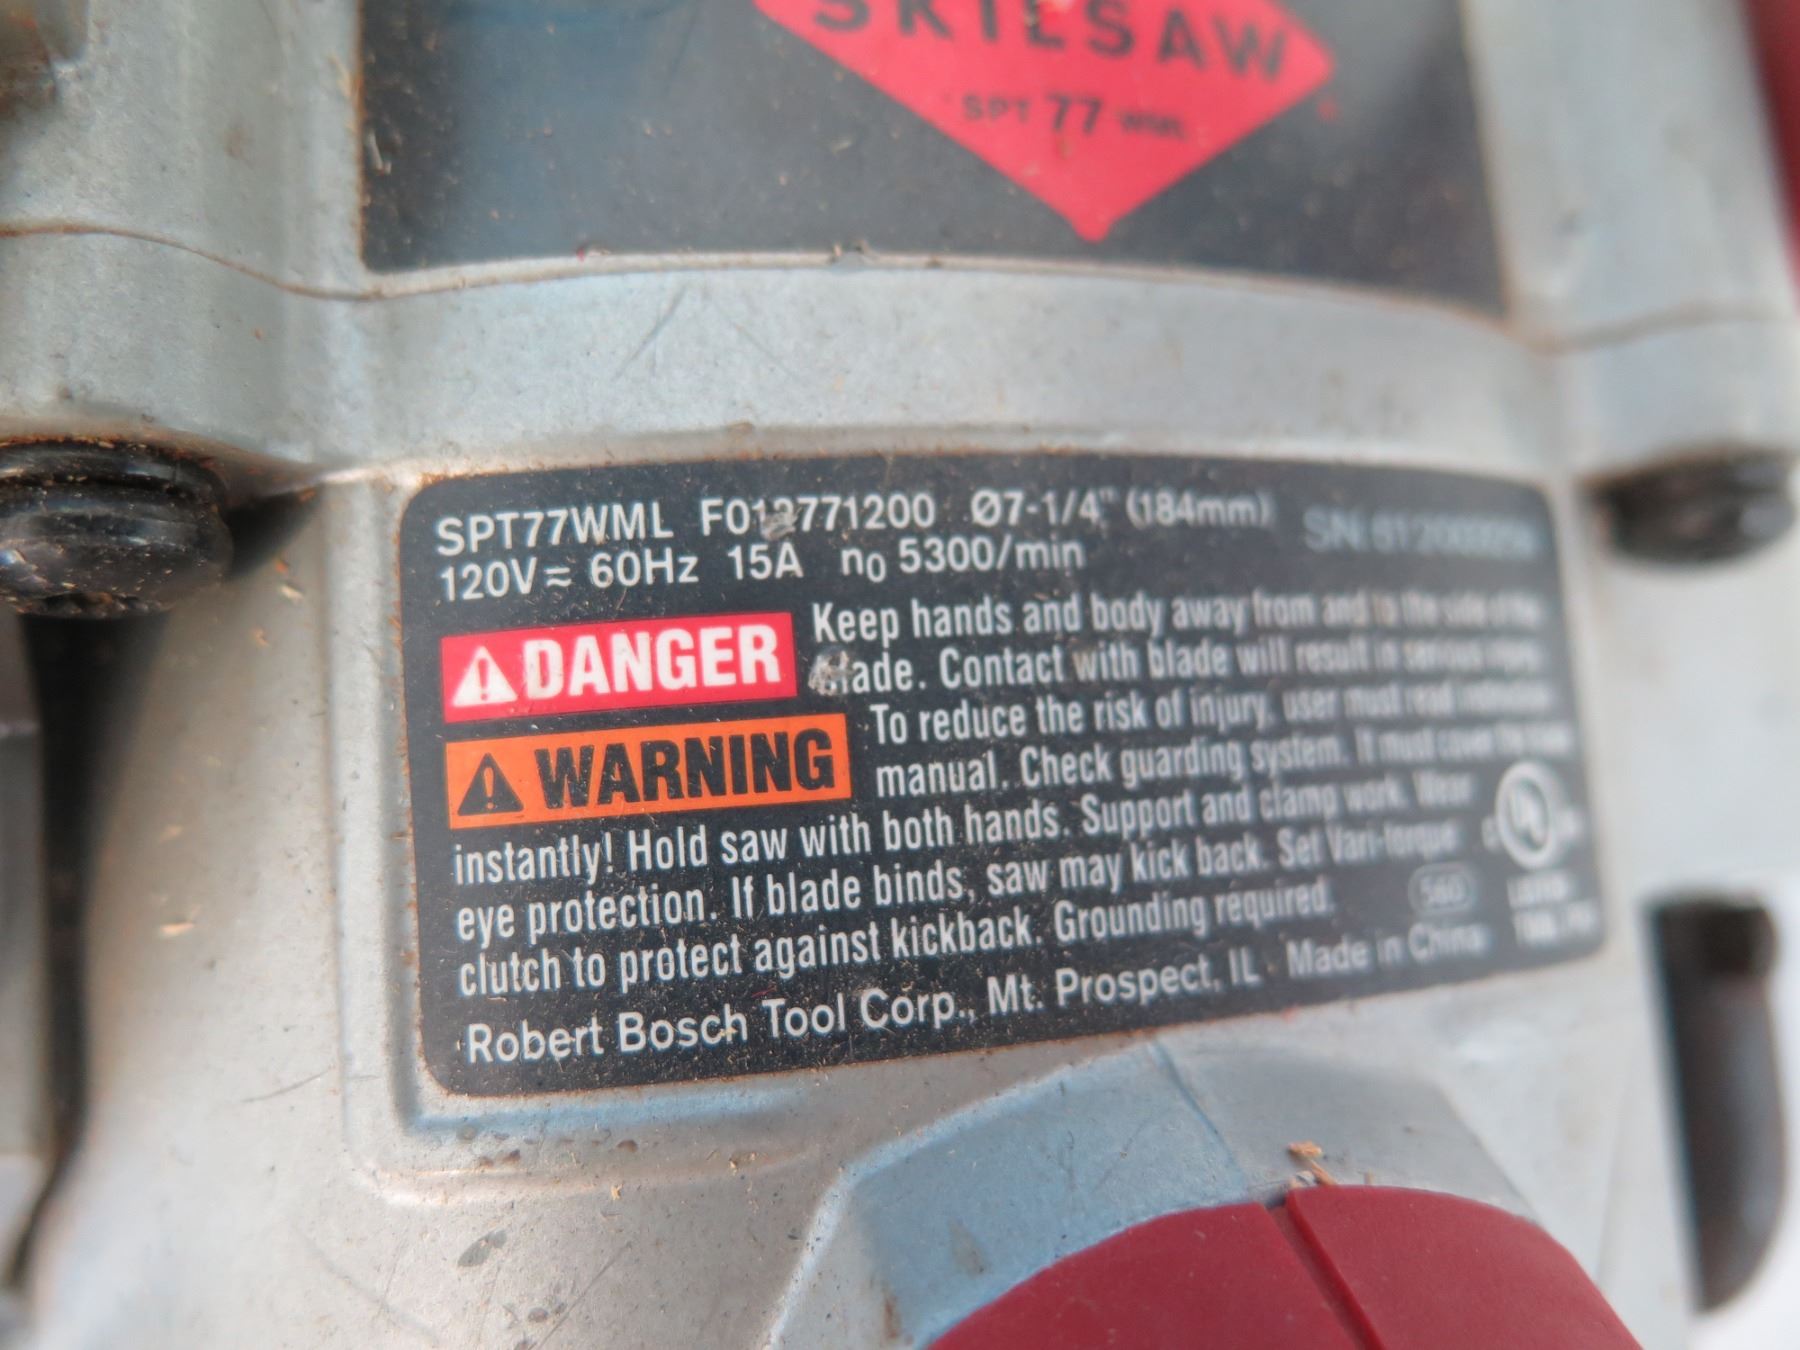 SKILSAW
SPT 77 WML
SPT77WML F012771200 Ø7-1/4" (184mm)
120V≂ 60Hz 15A n0 5300/min
DANGER
Keep hands and body away from and to the side of the
blade. Contact with blade will result in serious injury.
WARNING
To reduce the risk of injury, user must read instruction
manual. Check guarding system. It must cover the blade
instantly! Hold saw with both hands. Support and clamp work. Wear
eye protection. If blade binds, saw may kick back. Set Vari-Torque
clutch to protect against kickback. Grounding required.
560
UL
LISTED
Robert Bosch Tool Corp., Mt. Prospect, IL Made in China